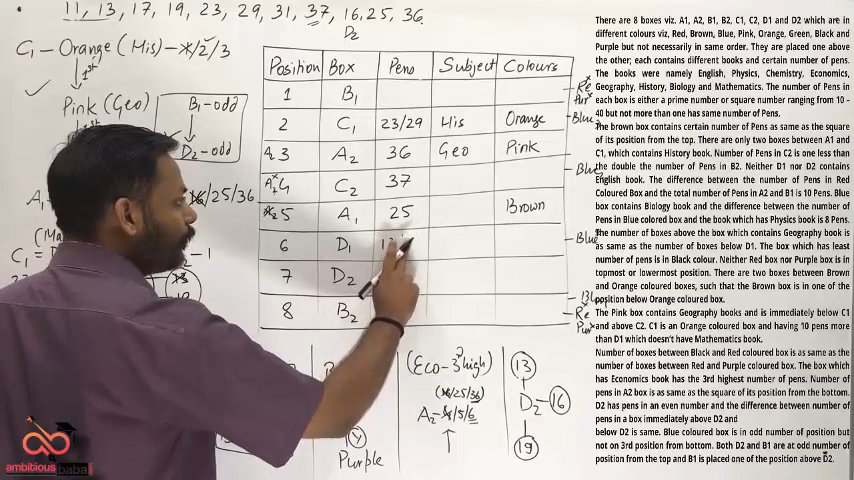 11, 13, 17, 19, 23, 29, 31, 37, 16, 25, 36.
D2
C1 – Orange (His) – x/2/3
1st
Pink (Geo)
B1 – odd
D2 – odd
x/25/36
– 1
Position Box Pens Subject Colours
1 B1
2 C1 23/29 His Orange
A2 3 A2 36 Geo Pink
A2 4 C2 37
A2 5 A1 25 Brown
6 D1
7 D2
8 B2
Blue
Blue
Blue
(Eco – 3rd high)
(x/25/36
A2 – 4/5/6
Purple
13
D2 – 16
19
ambitious baba
There are 8 boxes viz. A1, A2, B1, B2, C1, C2, D1 and D2 which are in
different colours viz, Red, Brown, Blue, Pink, Orange, Green, Black and
Purple but not necessarily in same order. They are placed one above
the other; each contains different books and certain number of pens.
The books were namely English, Physics, Chemistry, Economics,
Geography, History, Biology and Mathematics. The number of Pens in
each box is either a prime number or square number ranging from 10 –
40 but not more than one has same number of Pens.
The brown box contains certain number of Pens as same as the square
of its position from the top. There are only two boxes between A1 and
C1, which contains History book. Number of Pens in C2 is one less than
the double the number of Pens in B2. Neither D1 nor D2 contains
English book. The difference between the number of Pens in Red
Coloured Box and the total number of Pens in A2 and B1 is 10 Pens. Blue
box contains Biology book and the difference between the number of
Pens in Blue colored box and the book which has Physics book is 8 Pens.
The number of boxes above the box which contains Geography book is
as same as the number of boxes below D1. The box which has least
number of pens is in Black colour. Neither Red box nor Purple box is in
topmost or lowermost position. There are two boxes between Brown
and Orange coloured boxes, such that the Brown box is in one of the
position below Orange coloured box.
The Pink box contains Geography books and is immediately below C1
and above C2. C1 is an Orange coloured box and having 10 pens more
than D1 which doesn't have Mathematics book.
Number of boxes between Black and Red coloured box is as same as the
number of boxes between Red and Purple coloured box. The box which
has Economics book has the 3rd highest number of pens. Number of
pens in A2 box is as same as the square of its position from the bottom.
D2 has pens in an even number and the difference between number of
pens in a box immediately above D2 and
below D2 is same. Blue coloured box is in odd number of position but
not on 3rd position from bottom. Both D2 and B1 are at odd number of
position from the top and B1 is placed one of the position above D2.